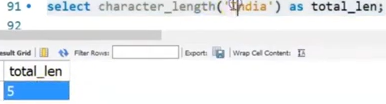 91 select character_length('india') as total_len;
92
Result Grid Filter Rows: Export: Wrap Cell Content:
total_len
5